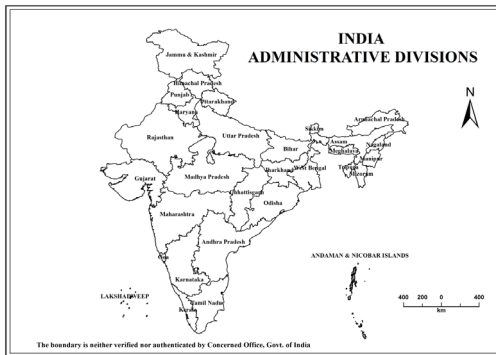 INDIA
ADMINISTRATIVE DIVISIONS
N
Jammu & Kashmir
Himachal Pradesh
Punjab
Uttarakhand
Haryana
Arunachal Pradesh
Sikkim
Rajasthan
Uttar Pradesh
Assam
Nagaland
Bihar
Meghalaya
Manipur
Jharkhand
West Bengal
Tripura
Mizoram
Gujarat
Madhya Pradesh
Chhattisgarh
Odisha
Maharashtra
Andhra Pradesh
ANDAMAN & NICOBAR ISLANDS
Goa
Karnataka
LAKSHADWEEP
Tamil Nadu
Kerala
400 200 0 400
km
The boundary is neither verified nor authenticated by Concerned Office, Govt. of India